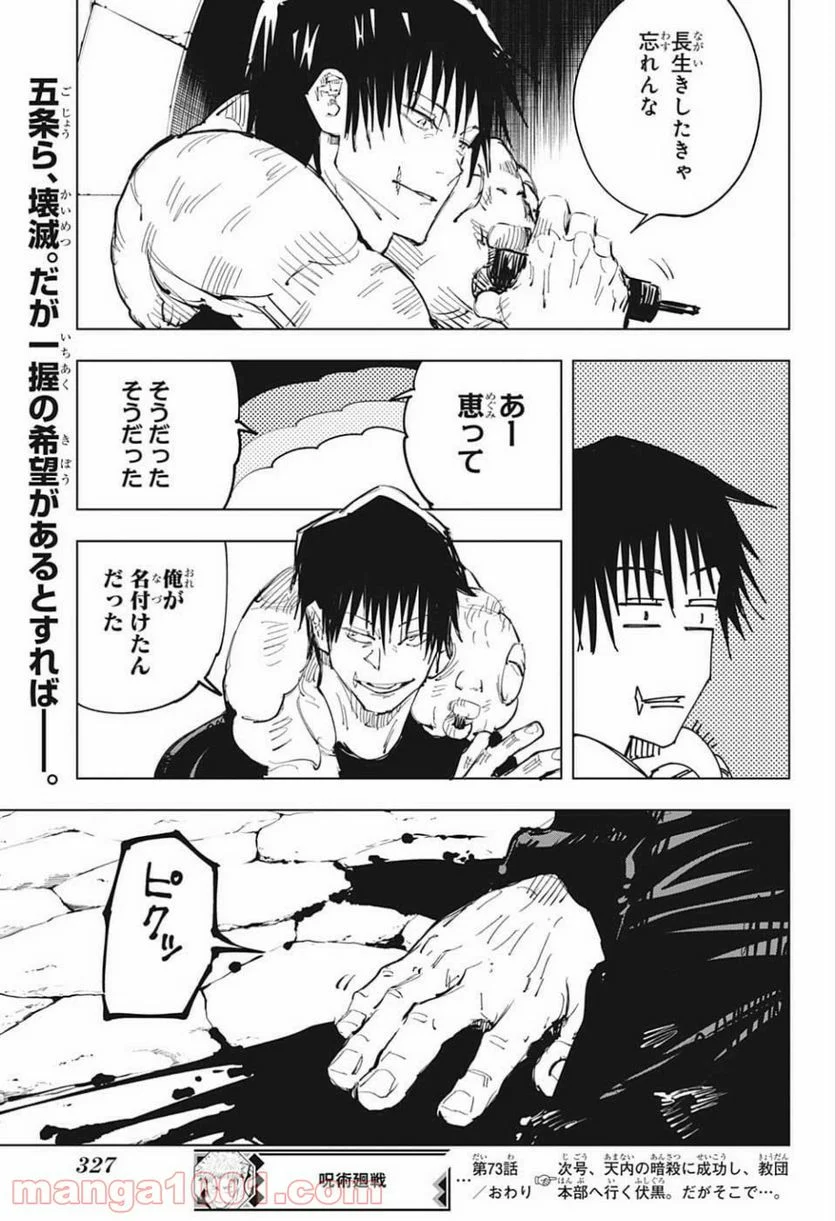 長生きしたきゃ
忘れんな
あー
恵って
そうだった
そうだった
俺が
名付けたん
だった
五条ら、壊滅。だが一握の希望があるとすれば——。
ピクッ
327
呪術廻戦
…
第73話
／おわり
☞次号、天内の暗殺に成功し、教団
本部へ行く伏黒。だがそこで…。
manga1001.com